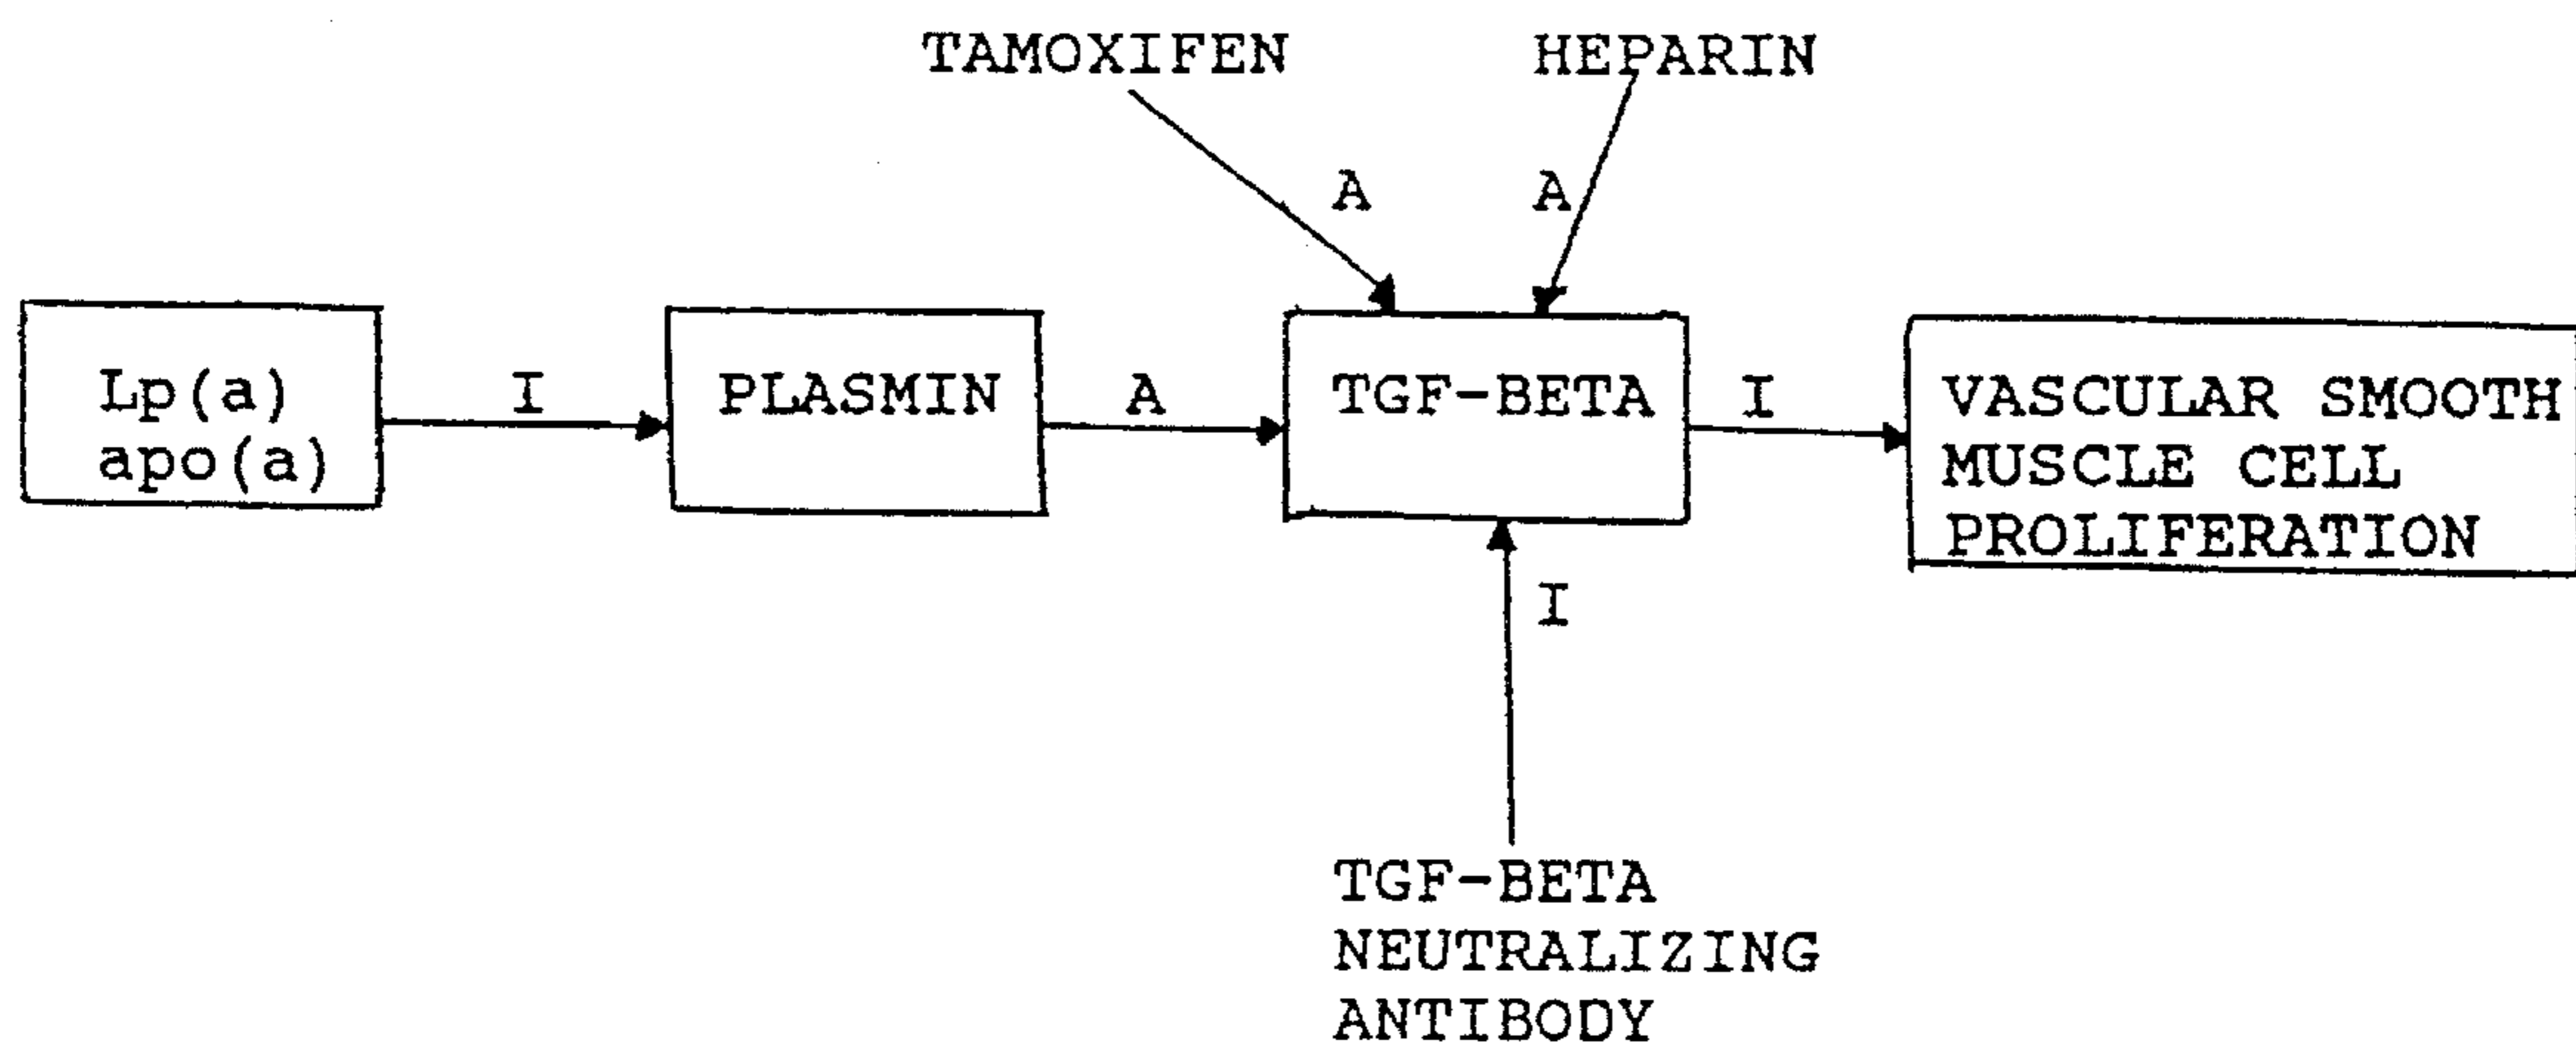 TAMOXIFEN
HEPARIN
A
A
Lp(a)
apo(a)
I
PLASMIN
A
TGF-BETA
I
VASCULAR SMOOTH
MUSCLE CELL
PROLIFERATION
I
TGF-BETA
NEUTRALIZING
ANTIBODY